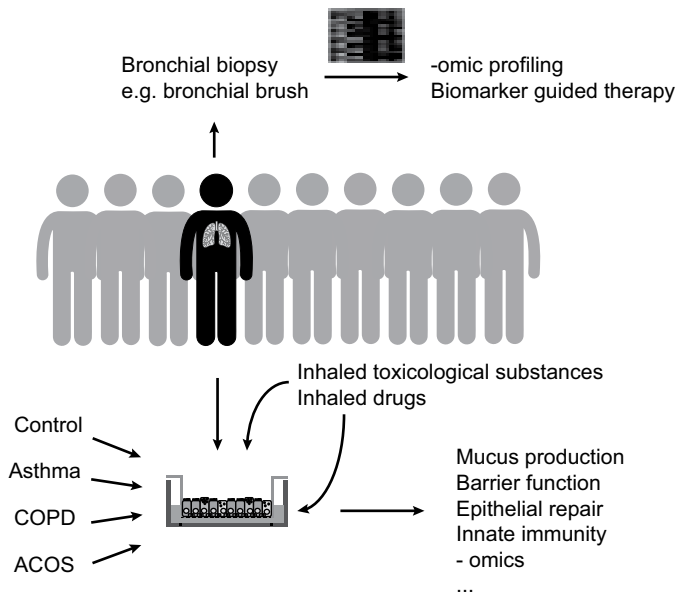 Bronchial biopsy
e.g. bronchial brush
-omic profiling
Biomarker guided therapy
Inhaled toxicological substances
Inhaled drugs
Control
Asthma
COPD
ACOS
Mucus production
Barrier function
Epithelial repair
Innate immunity
- omics
...